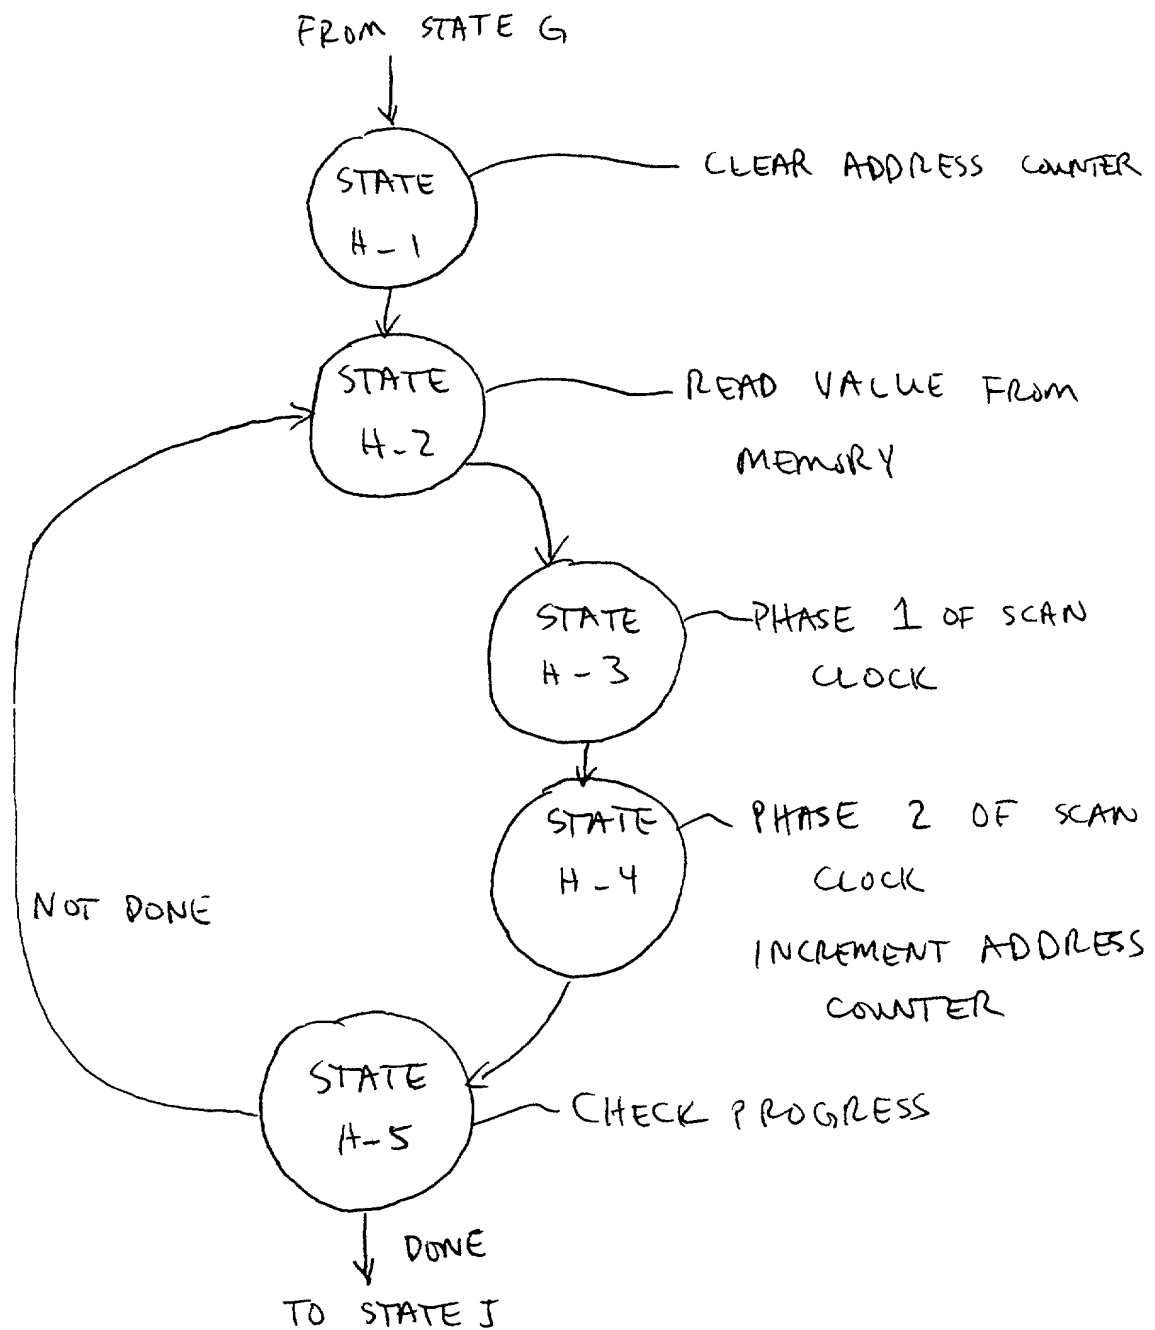 FROM STATE G
STATE
H-1
CLEAR ADDRESS COUNTER
STATE
H-2
READ VALUE FROM
MEMORY
STATE
H-3
PHASE 1 OF SCAN
CLOCK
STATE
H-4
PHASE 2 OF SCAN
CLOCK
INCREMENT ADDRESS
COUNTER
NOT DONE
STATE
H-5
CHECK PROGRESS
DONE
TO STATE J